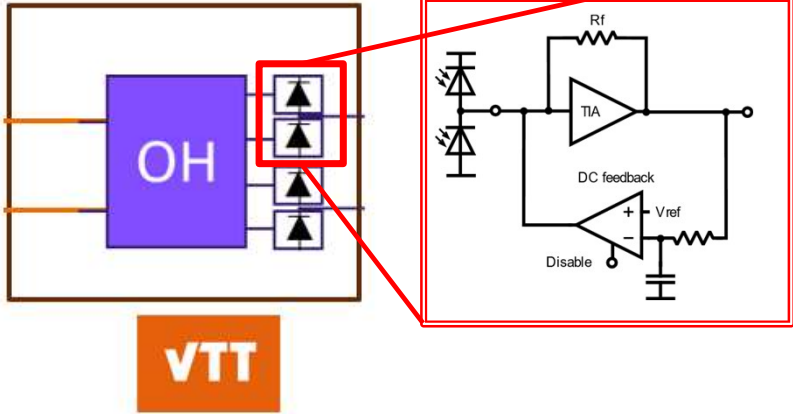 OH
Rf
TIA
DC feedback
+
Vref
−
Disable
VTT